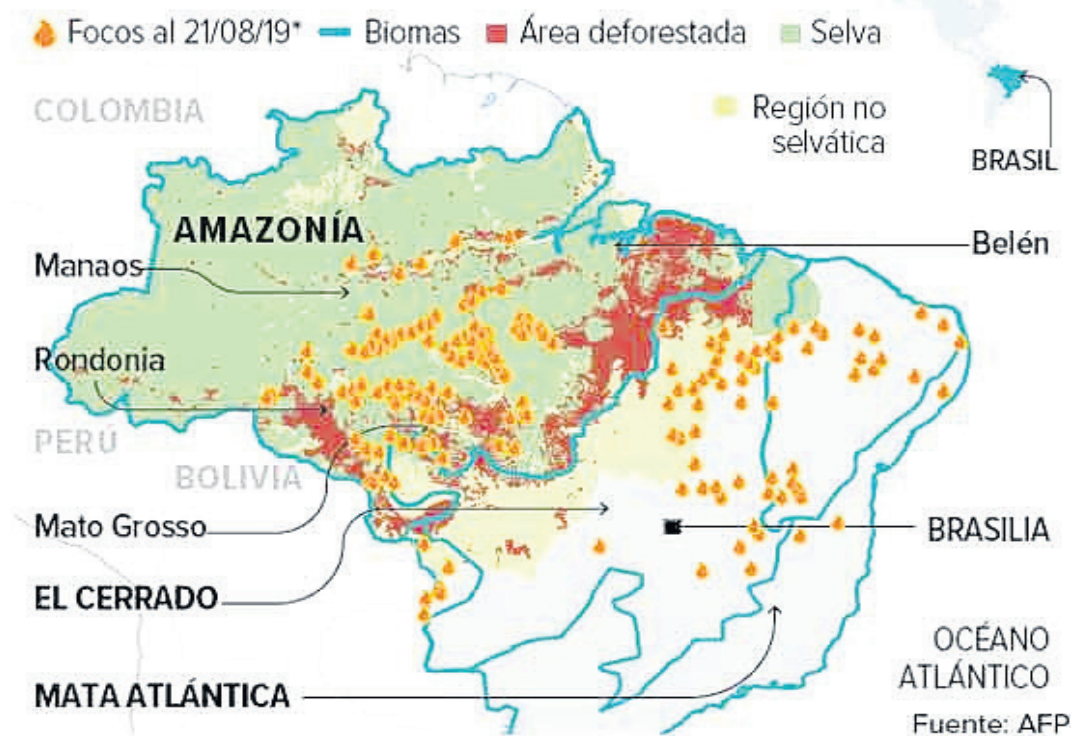 Focos al 21/08/19* Biomas Área deforestada Selva
COLOMBIA
Región no
selvática
BRASIL
AMAZONÍA
Manaos
Belén
Rondonia
PERÚ
BOLIVIA
Mato Grosso
BRASILIA
EL CERRADO
OCÉANO
ATLÁNTICO
MATA ATLÁNTICA
Fuente: AFP